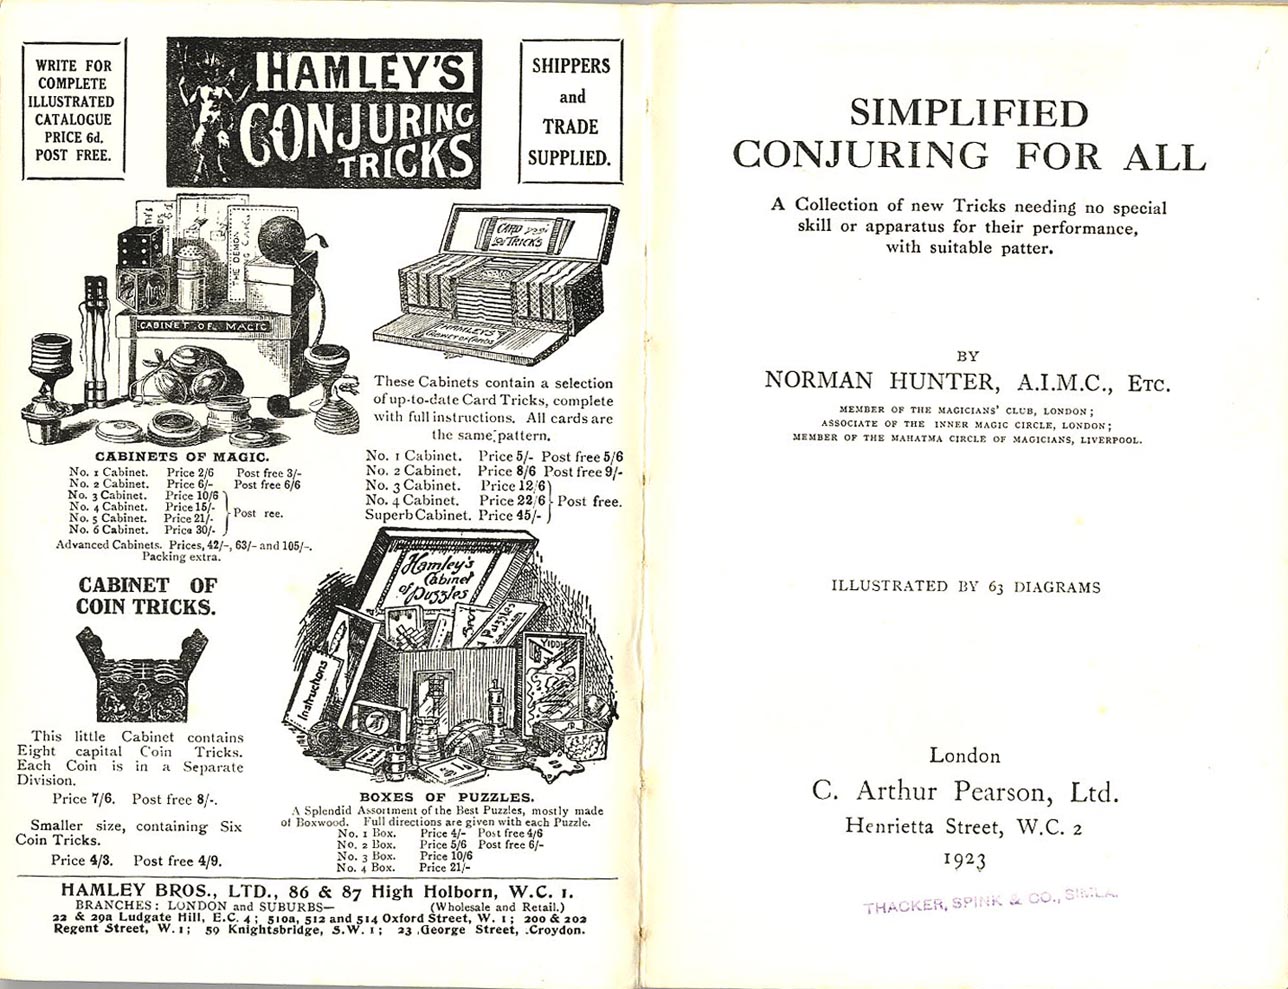 WRITE FOR
COMPLETE
ILLUSTRATED
CATALOGUE
PRICE 6d.
POST FREE.
HAMLEY'S
CONJURING
TRICKS
SHIPPERS
and
TRADE
SUPPLIED.
CABINET OF MAGIC
CARD
TRICKS
HAMLEY'S
These Cabinets contain a selection
of up-to-date Card Tricks, complete
with full instructions. All cards are
the same pattern.
No. 1 Cabinet. Price 5/- Post free 5/6
No. 2 Cabinet. Price 8/6 Post free 9/-
No. 3 Cabinet. Price 12/6
No. 4 Cabinet. Price 22/6 Post free.
Superb Cabinet. Price 45/-
CABINETS OF MAGIC.
No. 1 Cabinet. Price 2/6 Post free 3/-
No. 2 Cabinet. Price 6/- Post free 6/6
No. 3 Cabinet. Price 10/6
No. 4 Cabinet. Price 15/-
No. 5 Cabinet. Price 21/- Post ree.
No. 6 Cabinet. Price 30/-
Advanced Cabinets. Prices, 42/-, 63/- and 105/-.
Packing extra.
CABINET OF
COIN TRICKS.
This little Cabinet contains
Eight capital Coin Tricks.
Each Coin is in a Separate
Division.
Price 7/6. Post free 8/-.
Smaller size, containing Six
Coin Tricks.
Price 4/3. Post free 4/9.
Hamley's
Cabinet
of Puzzles
Puzzles
Instructions
BOXES OF PUZZLES.
A Splendid Assortment of the Best Puzzles, mostly made
of Boxwood. Full directions are given with each Puzzle.
No. 1 Box. Price 4/- Post free 4/6
No. 2 Box. Price 5/6 Post free 6/-
No. 3 Box. Price 10/6
No. 4 Box. Price 21/-
HAMLEY BROS., LTD., 86 & 87 High Holborn, W.C. 1.
BRANCHES: LONDON and SUBURBS— (Wholesale and Retail.)
22 & 29a Ludgate Hill, E.C. 4; 510a, 512 and 514 Oxford Street, W. 1; 200 & 202
Regent Street, W. 1; 59 Knightsbridge, S.W. 1; 23 George Street, Croydon.
SIMPLIFIED
CONJURING FOR ALL
A Collection of new Tricks needing no special
skill or apparatus for their performance,
with suitable patter.
BY
NORMAN HUNTER, A.I.M.C., ETC.
MEMBER OF THE MAGICIANS' CLUB, LONDON;
ASSOCIATE OF THE INNER MAGIC CIRCLE, LONDON;
MEMBER OF THE MAHATMA CIRCLE OF MAGICIANS, LIVERPOOL.
ILLUSTRATED BY 63 DIAGRAMS
London
C. Arthur Pearson, Ltd.
Henrietta Street, W.C. 2
1923
THACKER, SPINK & CO., SIMLA.